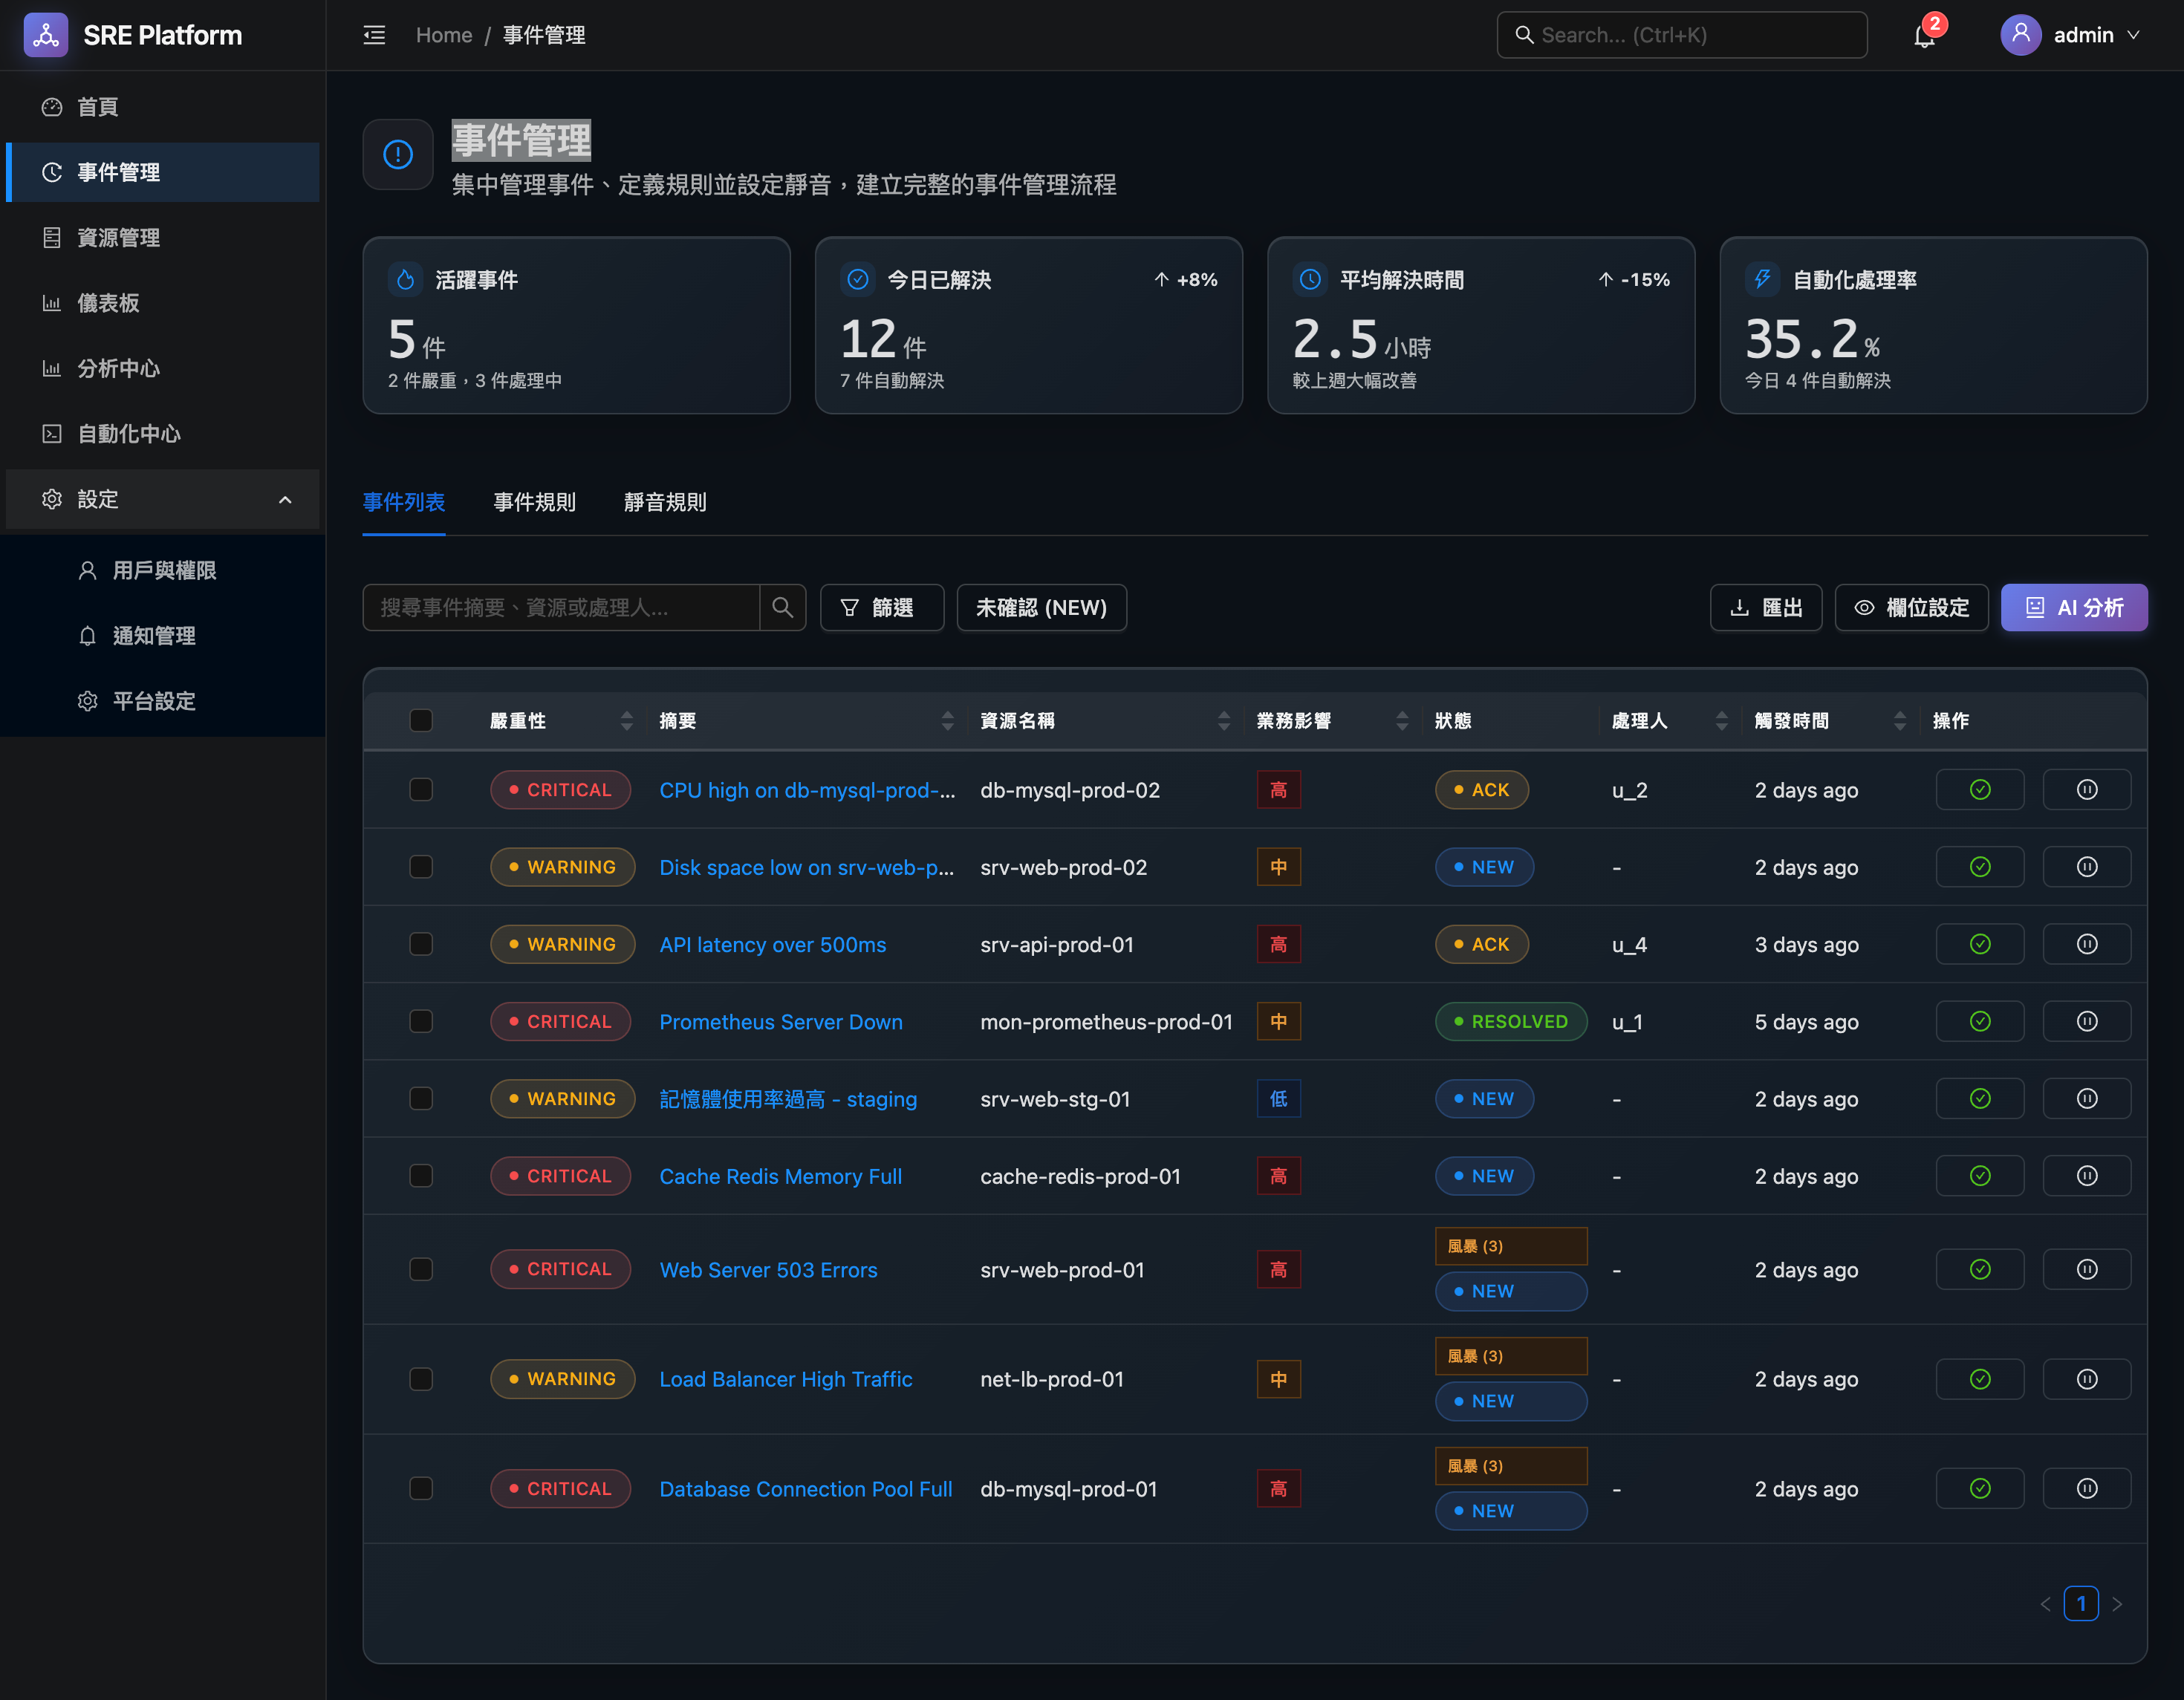 SRE Platform
Home / 事件管理
Search... (Ctrl+K)
2
admin
首頁
事件管理
資源管理
儀表板
分析中心
自動化中心
設定
用戶與權限
通知管理
平台設定
事件管理
集中管理事件、定義規則並設定靜音，建立完整的事件管理流程
活躍事件
5 件
2 件嚴重，3 件處理中
今日已解決
+8%
12 件
7 件自動解決
平均解決時間
-15%
2.5 小時
較上週大幅改善
自動化處理率
35.2 %
今日 4 件自動解決
事件列表 事件規則 靜音規則
搜尋事件摘要、資源或處理人... 篩選 未確認 (NEW) 匯出 欄位設定 AI 分析
嚴重性 摘要 資源名稱 業務影響 狀態 處理人 觸發時間 操作
CRITICAL CPU high on db-mysql-prod-... db-mysql-prod-02 高 ACK u_2 2 days ago
WARNING Disk space low on srv-web-p... srv-web-prod-02 中 NEW - 2 days ago
WARNING API latency over 500ms srv-api-prod-01 高 ACK u_4 3 days ago
CRITICAL Prometheus Server Down mon-prometheus-prod-01 中 RESOLVED u_1 5 days ago
WARNING 記憶體使用率過高 - staging srv-web-stg-01 低 NEW - 2 days ago
CRITICAL Cache Redis Memory Full cache-redis-prod-01 高 NEW - 2 days ago
風暴 (3)
CRITICAL Web Server 503 Errors srv-web-prod-01 高 NEW - 2 days ago
風暴 (3)
WARNING Load Balancer High Traffic net-lb-prod-01 中 NEW - 2 days ago
風暴 (3)
CRITICAL Database Connection Pool Full db-mysql-prod-01 高 NEW - 2 days ago
1